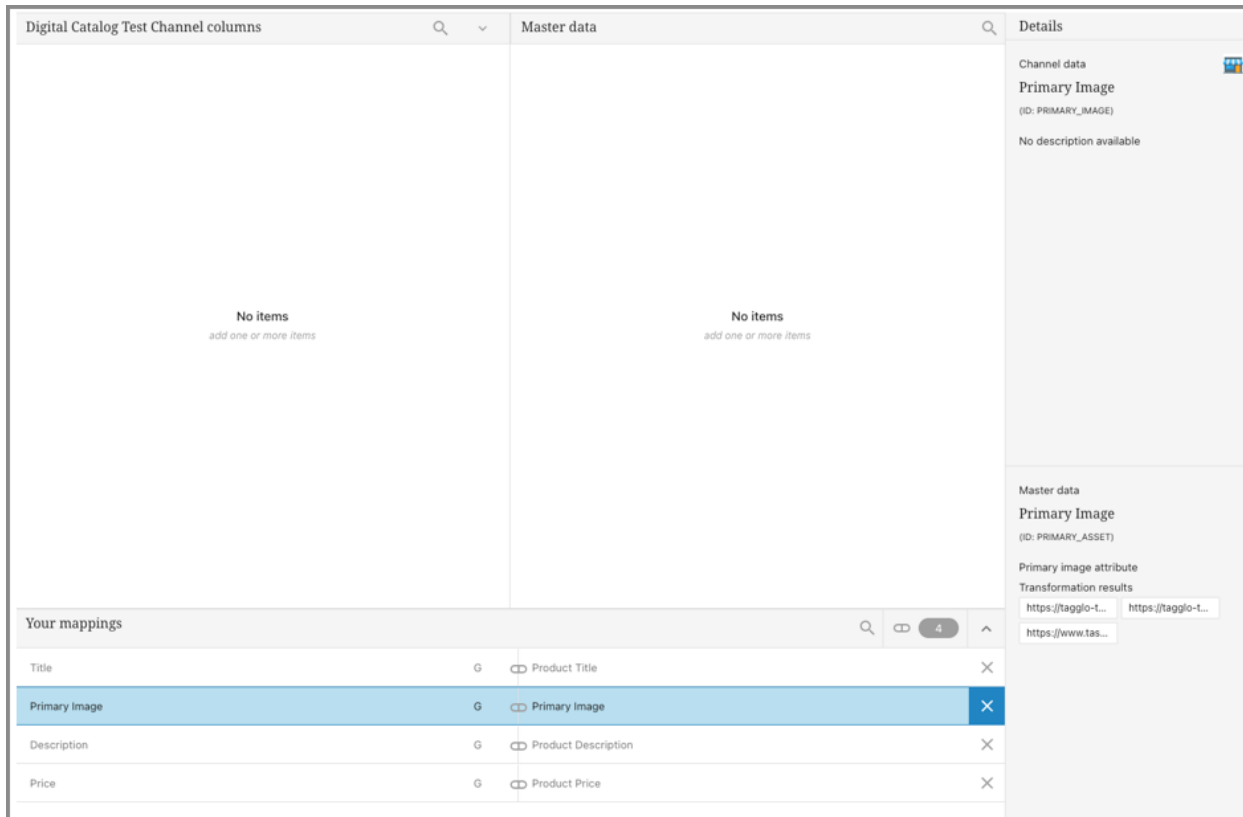 Digital Catalog Test Channel columns
Master data
Details
Channel data
Primary Image
(ID: PRIMARY_IMAGE)
No description available
No items
add one or more items
No items
add one or more items
Master data
Primary Image
(ID: PRIMARY_ASSET)
Primary image attribute
Transformation results
https://tagglo-t... https://tagglo-t...
https://www.tas...
Your mappings
4
Title G Product Title
Primary Image G Primary Image
Description G Product Description
Price G Product Price